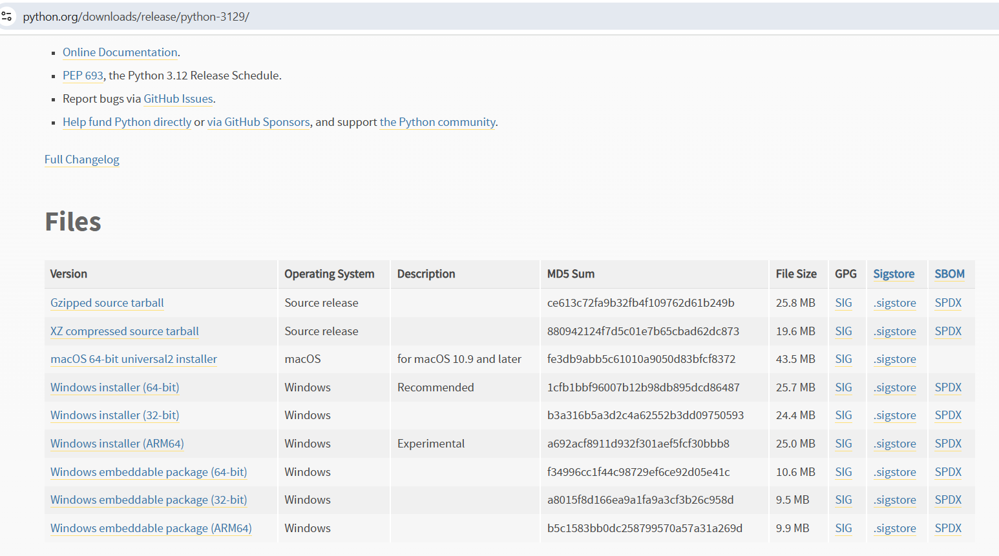 python.org/downloads/release/python-3129/
Online Documentation.
PEP 693, the Python 3.12 Release Schedule.
Report bugs via GitHub Issues.
Help fund Python directly or via GitHub Sponsors, and support the Python community.
Full Changelog
Files
Version Operating System Description MD5 Sum File Size GPG Sigstore SBOM
Gzipped source tarball Source release ce613c72fa9b32fb4f109762d61b249b 25.8 MB SIG .sigstore SPDX
XZ compressed source tarball Source release 880942124f7d5c01e7b65cbad62dc873 19.6 MB SIG .sigstore SPDX
macOS 64-bit universal2 installer macOS for macOS 10.9 and later fe3db9abb5c61010a9050d83bfcf8372 43.5 MB SIG .sigstore
Windows installer (64-bit) Windows Recommended 1cfb1bbf96007b12b98db895dcd86487 25.7 MB SIG .sigstore SPDX
Windows installer (32-bit) Windows b3a316b5a3d2c4a62552b3dd09750593 24.4 MB SIG .sigstore SPDX
Windows installer (ARM64) Windows Experimental a692acf8911d932f301aef5fcf30bbb8 25.0 MB SIG .sigstore SPDX
Windows embeddable package (64-bit) Windows f34996cc1f44c98729ef6ce92d05e41c 10.6 MB SIG .sigstore SPDX
Windows embeddable package (32-bit) Windows a8015f8d166ea9a1fa9a3cf3b26c958d 9.5 MB SIG .sigstore SPDX
Windows embeddable package (ARM64) Windows b5c1583bb0dc258799570a57a31a269d 9.9 MB SIG .sigstore SPDX